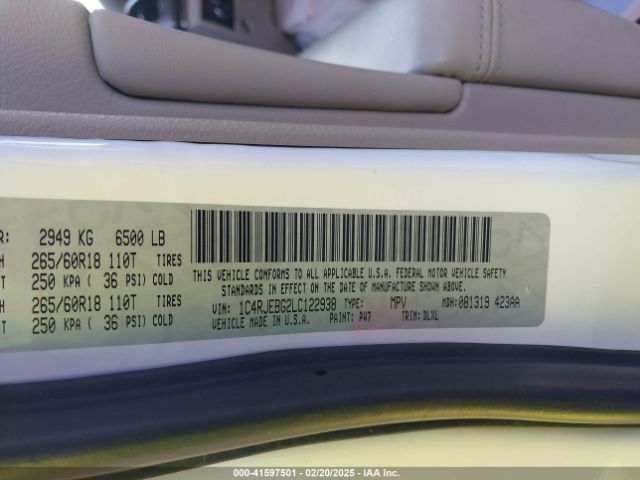 R: 2949 KG 6500 LB
H 265/60R18 110T TIRES
250 KPA ( 36 PSI) COLD
H 265/60R18 110T TIRES
250 KPA ( 36 PSI) COLD
THIS VEHICLE CONFORMS TO ALL APPLICABLE U.S.A. FEDERAL MOTOR VEHICLE SAFETY
STANDARDS IN EFFECT ON THE DATE OF MANUFACTURE SHOWN ABOVE
VIN: 1C4RJEBG2LC122938 TYPE: MPV MDH:081319 423AA
VEHICLE MADE IN U.S.A. PAINT: PW7 TRIM: DLXL
000-41597501 — 02/20/2025 — IAA Inc.